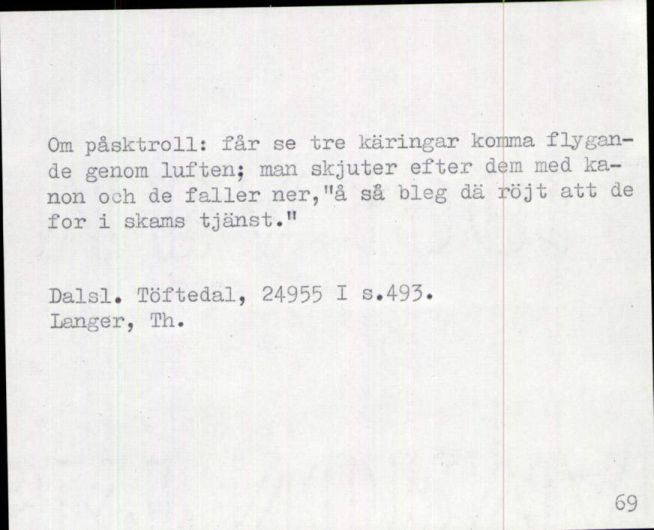 Om påsktroll: får se tre käringar komma flygan-
de genom luften; man skjuter efter dem med ka-
non och de faller ner,"å så bleg dä röjt att de
for i skams tjänst."
Dalsl. Töftedal, 24955 I s.493.
Langer, Th.
69